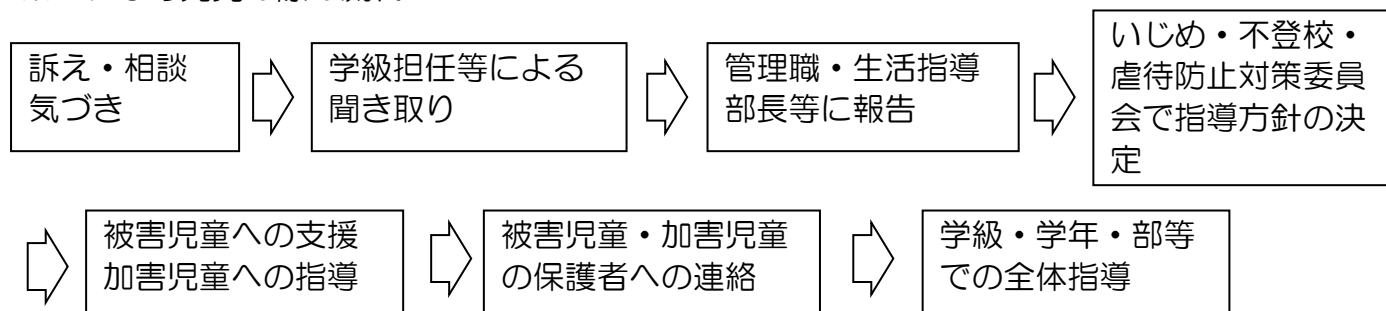 訴え・相談
気づき
学級担任等による
聞き取り
管理職・生活指導
部長等に報告
いじめ・不登校・
虐待防止対策委員
会で指導方針の決
定
被害児童への支援
加害児童への指導
被害児童・加害児童
の保護者への連絡
学級・学年・部等
での全体指導